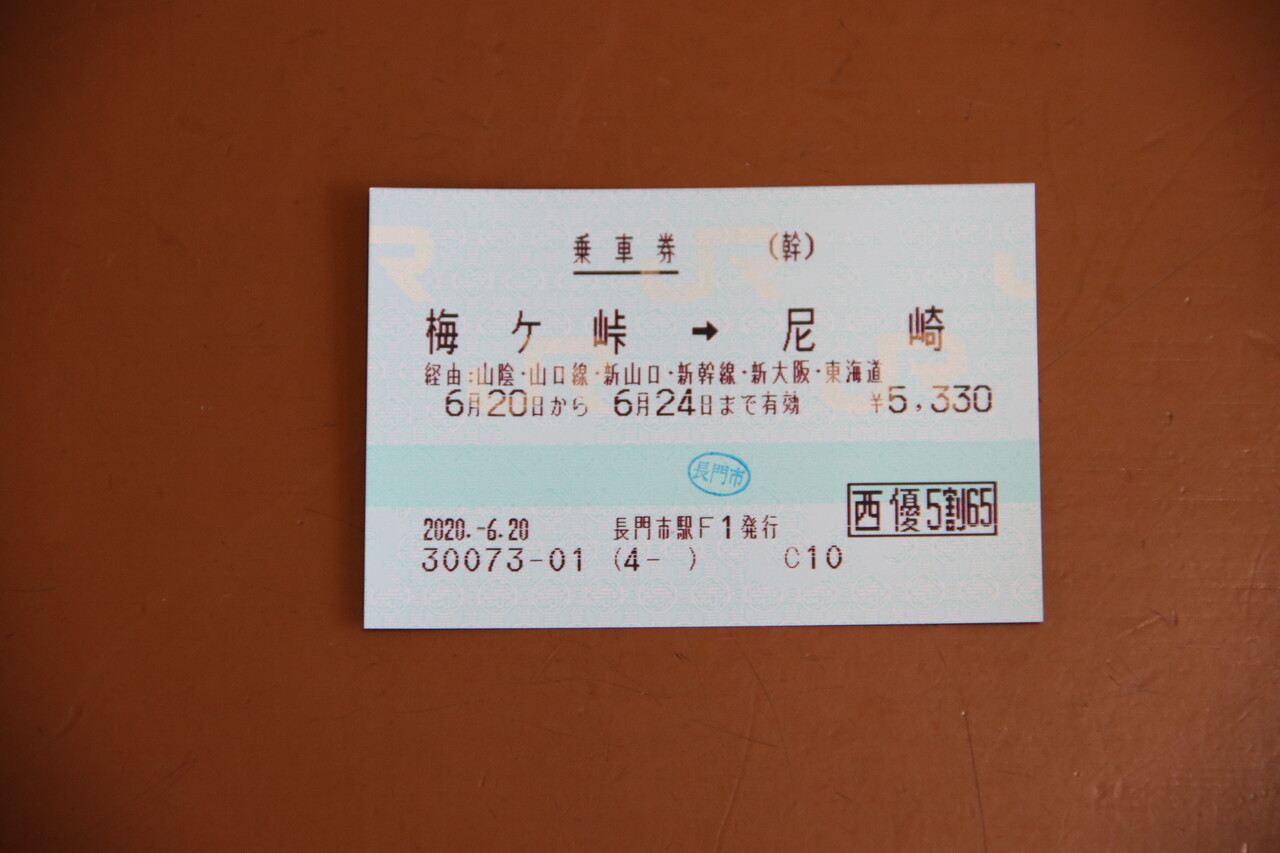 乗車券 (幹)
梅ケ峠 → 尼崎
経由:山陰・山口線・新山口・新幹線・新大阪・東海道
6月20日から 6月24日まで有効 ¥5,330
長門市
西優5割65
2020.-6.20 長門市駅F1発行
30073-01 (4- ) C10